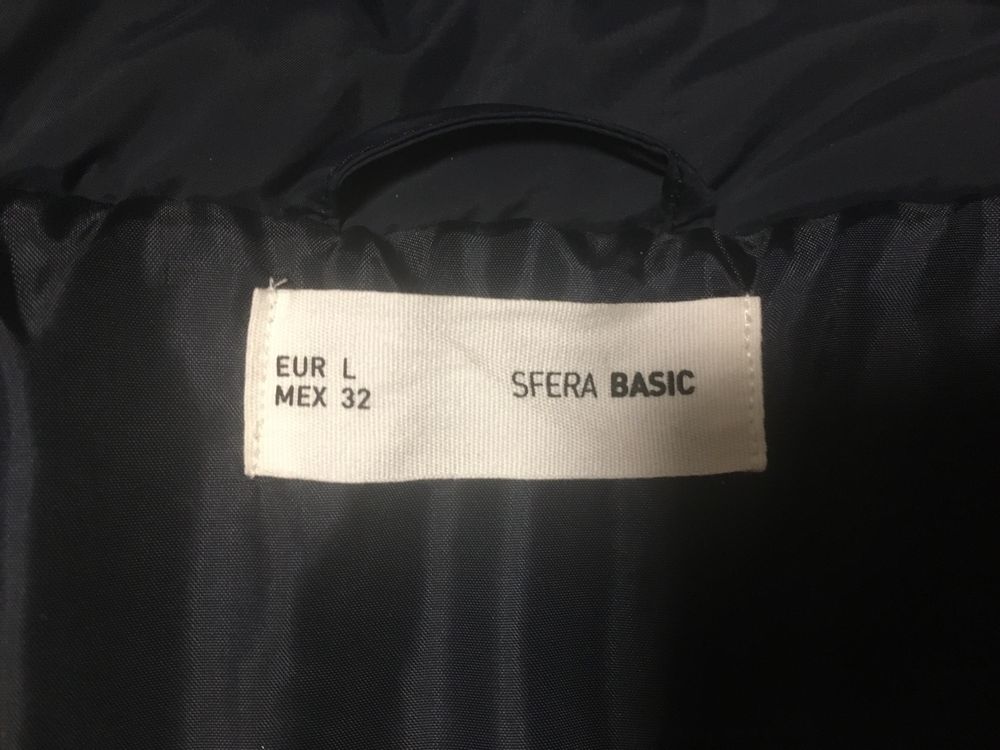 EUR L
MEX 32
SFERA BASIC